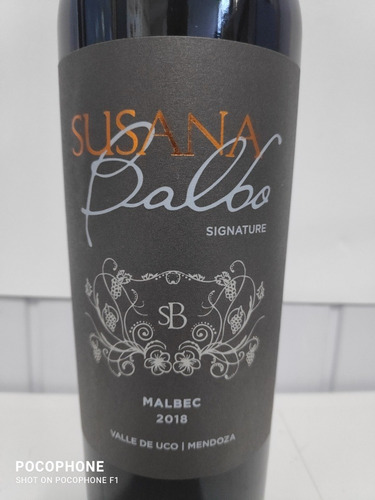 SUSANA
Balbo
SIGNATURE
SB
MALBEC
2018
VALLE DE UCO | MENDOZA
POCOPHONE
SHOT ON POCOPHONE F1